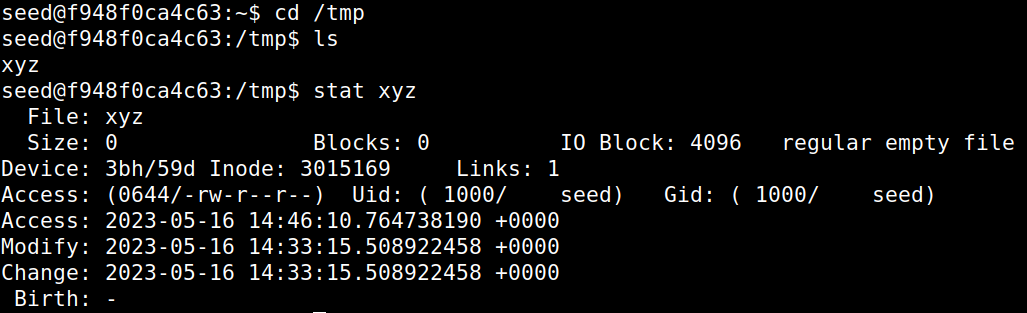 seed@f948f0ca4c63:~$ cd /tmp
seed@f948f0ca4c63:/tmp$ ls
xyz
seed@f948f0ca4c63:/tmp$ stat xyz
  File: xyz
  Size: 0               Blocks: 0          IO Block: 4096   regular empty file
Device: 3bh/59d Inode: 3015169     Links: 1
Access: (0644/-rw-r--r--)  Uid: ( 1000/    seed)   Gid: ( 1000/    seed)
Access: 2023-05-16 14:46:10.764738190 +0000
Modify: 2023-05-16 14:33:15.508922458 +0000
Change: 2023-05-16 14:33:15.508922458 +0000
 Birth: -